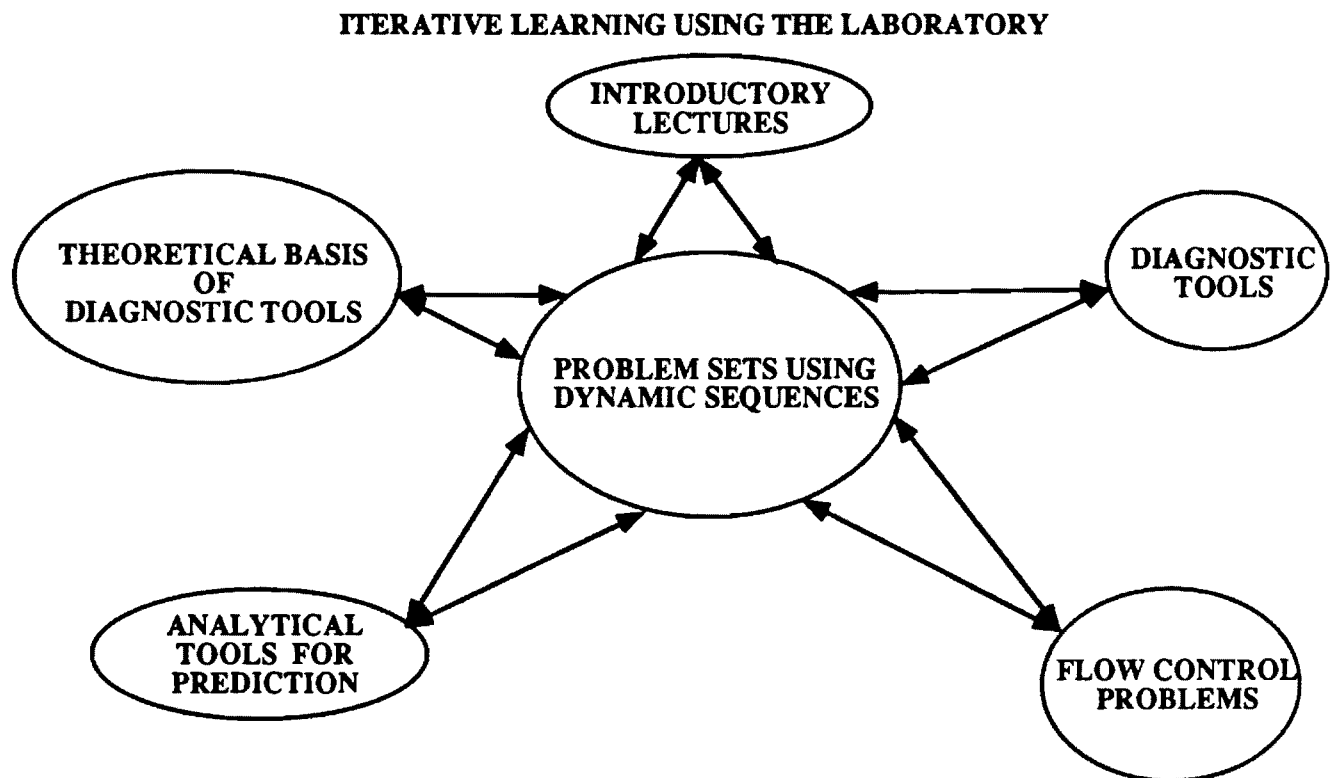 ITERATIVE LEARNING USING THE LABORATORY
INTRODUCTORY
LECTURES
THEORETICAL BASIS
OF
DIAGNOSTIC TOOLS
DIAGNOSTIC
TOOLS
PROBLEM SETS USING
DYNAMIC SEQUENCES
ANALYTICAL
TOOLS FOR
PREDICTION
FLOW CONTROL
PROBLEMS